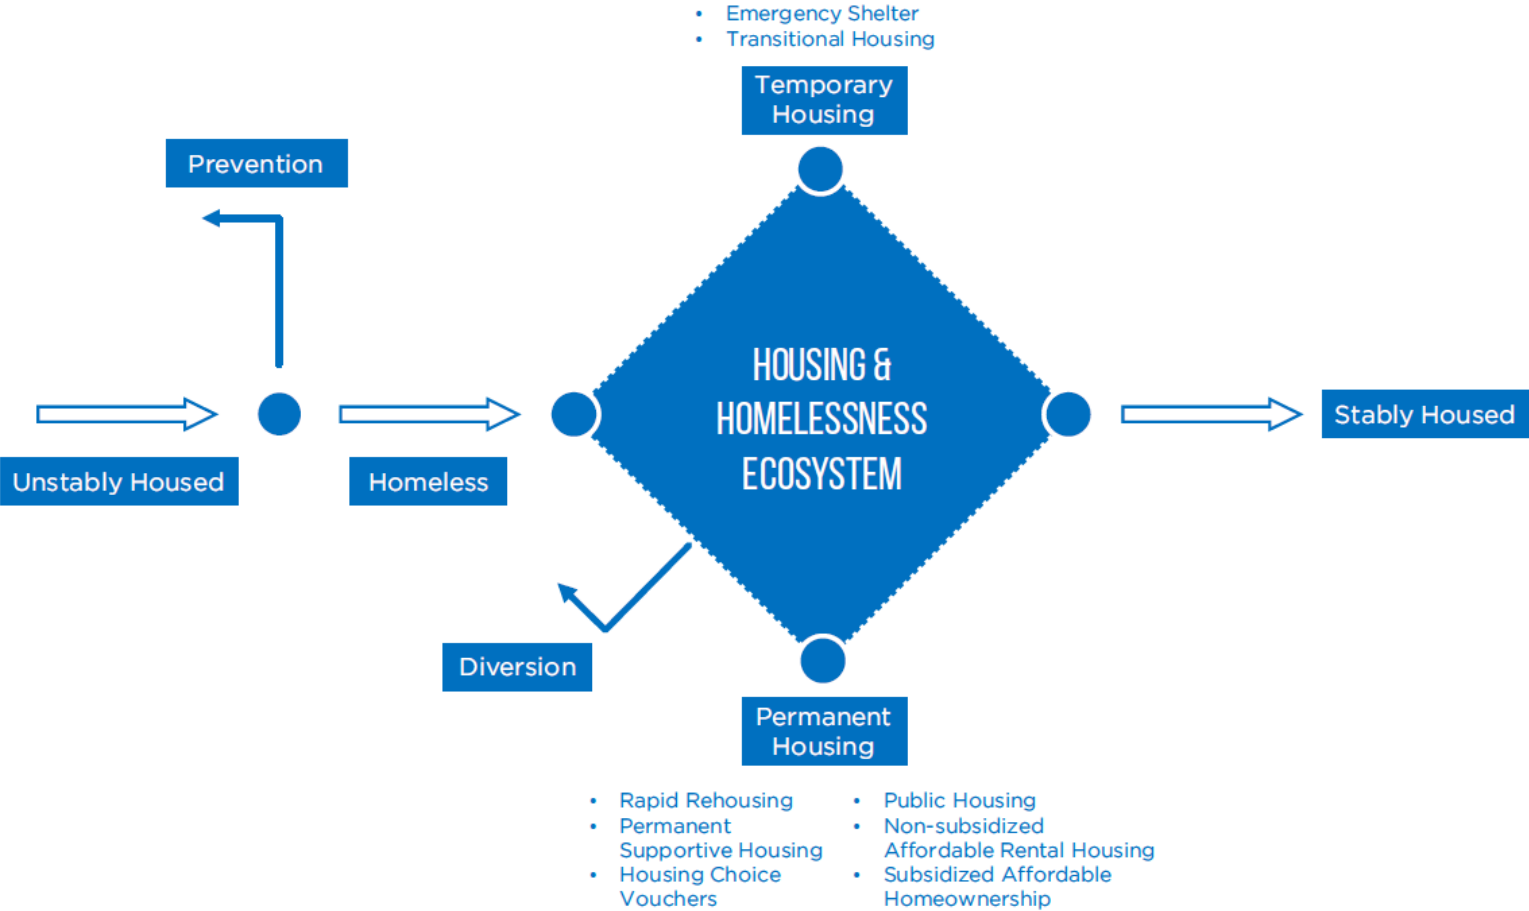 • Emergency Shelter
• Transitional Housing
Temporary
Housing
Prevention
HOUSING &
HOMELESSNESS
ECOSYSTEM
Stably Housed
Unstably Housed
Homeless
Diversion
Permanent
Housing
• Rapid Rehousing
• Permanent
Supportive Housing
• Housing Choice
Vouchers
• Public Housing
• Non-subsidized
Affordable Rental Housing
• Subsidized Affordable
Homeownership